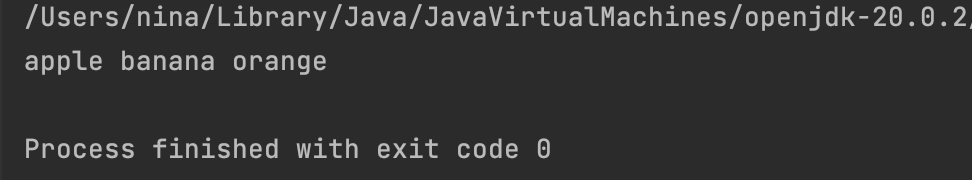 /Users/nina/Library/Java/JavaVirtualMachines/openjdk-20.0.2/
apple banana orange
Process finished with exit code 0